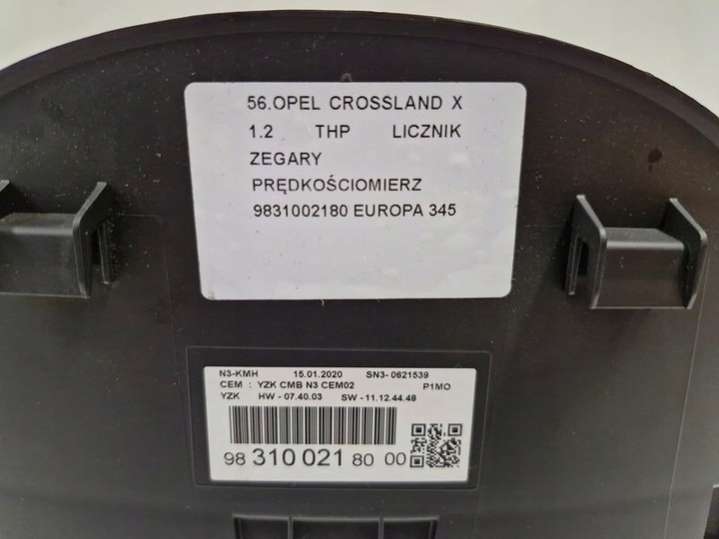 56.OPEL CROSSLAND X
1.2 THP LICZNIK
ZEGARY
PRĘDKOŚCIOMIERZ
9831002180 EUROPA 345
N3-KMH 15.01.2020 SN3- 0621539
CEM : YZK CMB N3 CEM02 P1MO
YZK HW - 07.40.03 SW - 11.12.44.48
98 310 021 80 00